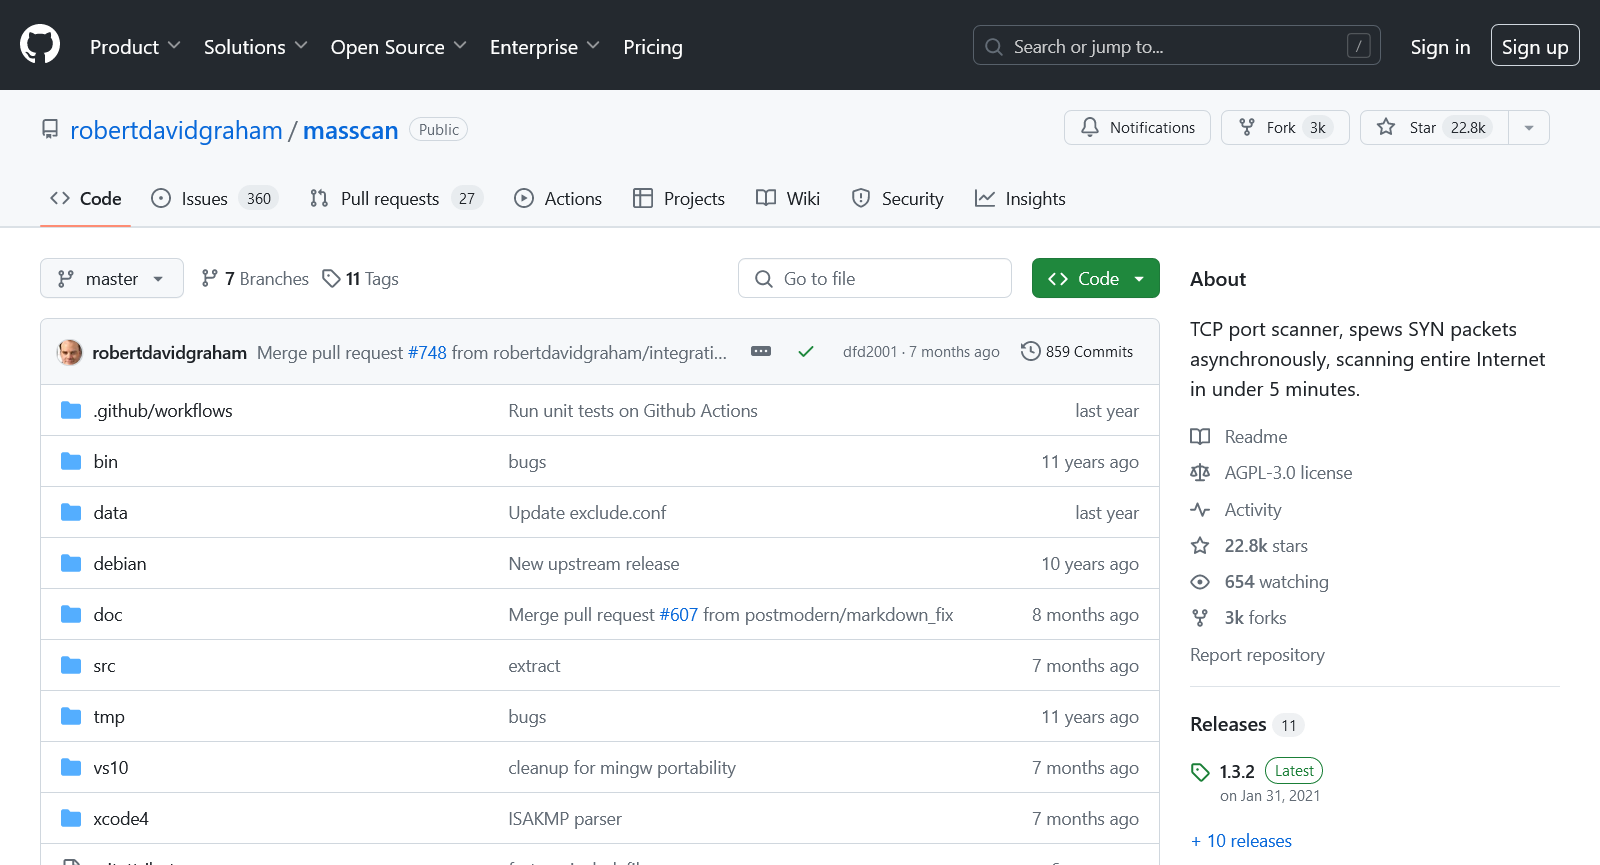 Product Solutions Open Source Enterprise Pricing Search or jump to... / Sign in Sign up
robertdavidgraham / masscan Public Notifications Fork 3k Star 22.8k
Code Issues 360 Pull requests 27 Actions Projects Wiki Security Insights
master 7 Branches 11 Tags Go to file Code
robertdavidgraham Merge pull request #748 from robertdavidgraham/integrati... dfd2001 · 7 months ago 859 Commits
.github/workflows Run unit tests on Github Actions last year
bin bugs 11 years ago
data Update exclude.conf last year
debian New upstream release 10 years ago
doc Merge pull request #607 from postmodern/markdown_fix 8 months ago
src extract 7 months ago
tmp bugs 11 years ago
vs10 cleanup for mingw portability 7 months ago
xcode4 ISAKMP parser 7 months ago
About
TCP port scanner, spews SYN packets
asynchronously, scanning entire Internet
in under 5 minutes.
Readme
AGPL-3.0 license
Activity
22.8k stars
654 watching
3k forks
Report repository
Releases 11
1.3.2 Latest
on Jan 31, 2021
+ 10 releases